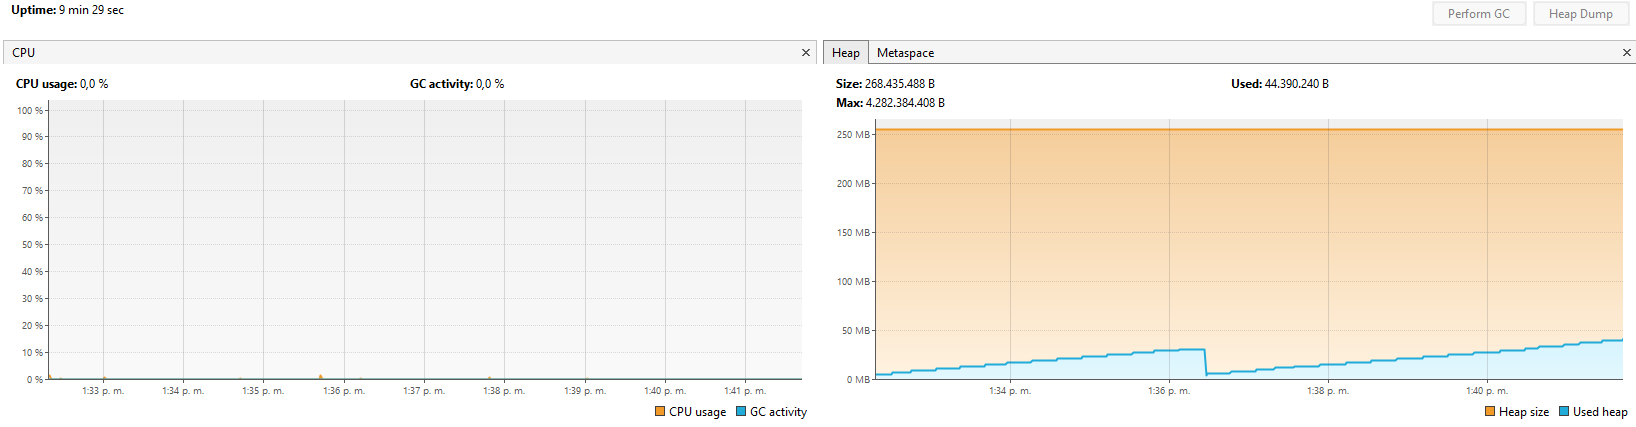 Uptime: 9 min 29 sec
Perform GC
Heap Dump
CPU
CPU usage: 0,0 %
GC activity: 0,0 %
100 %
90 %
80 %
70 %
60 %
50 %
40 %
30 %
20 %
10 %
0 %
1:33 p. m.
1:34 p. m.
1:35 p. m.
1:36 p. m.
1:37 p. m.
1:38 p. m.
1:39 p. m.
1:40 p. m.
1:41 p. m.
CPU usage
GC activity
Heap
Metaspace
Size: 268.435.488 B
Used: 44.390.240 B
Max: 4.282.384.408 B
250 MB
200 MB
150 MB
100 MB
50 MB
0 MB
1:34 p. m.
1:36 p. m.
1:38 p. m.
1:40 p. m.
Heap size
Used heap